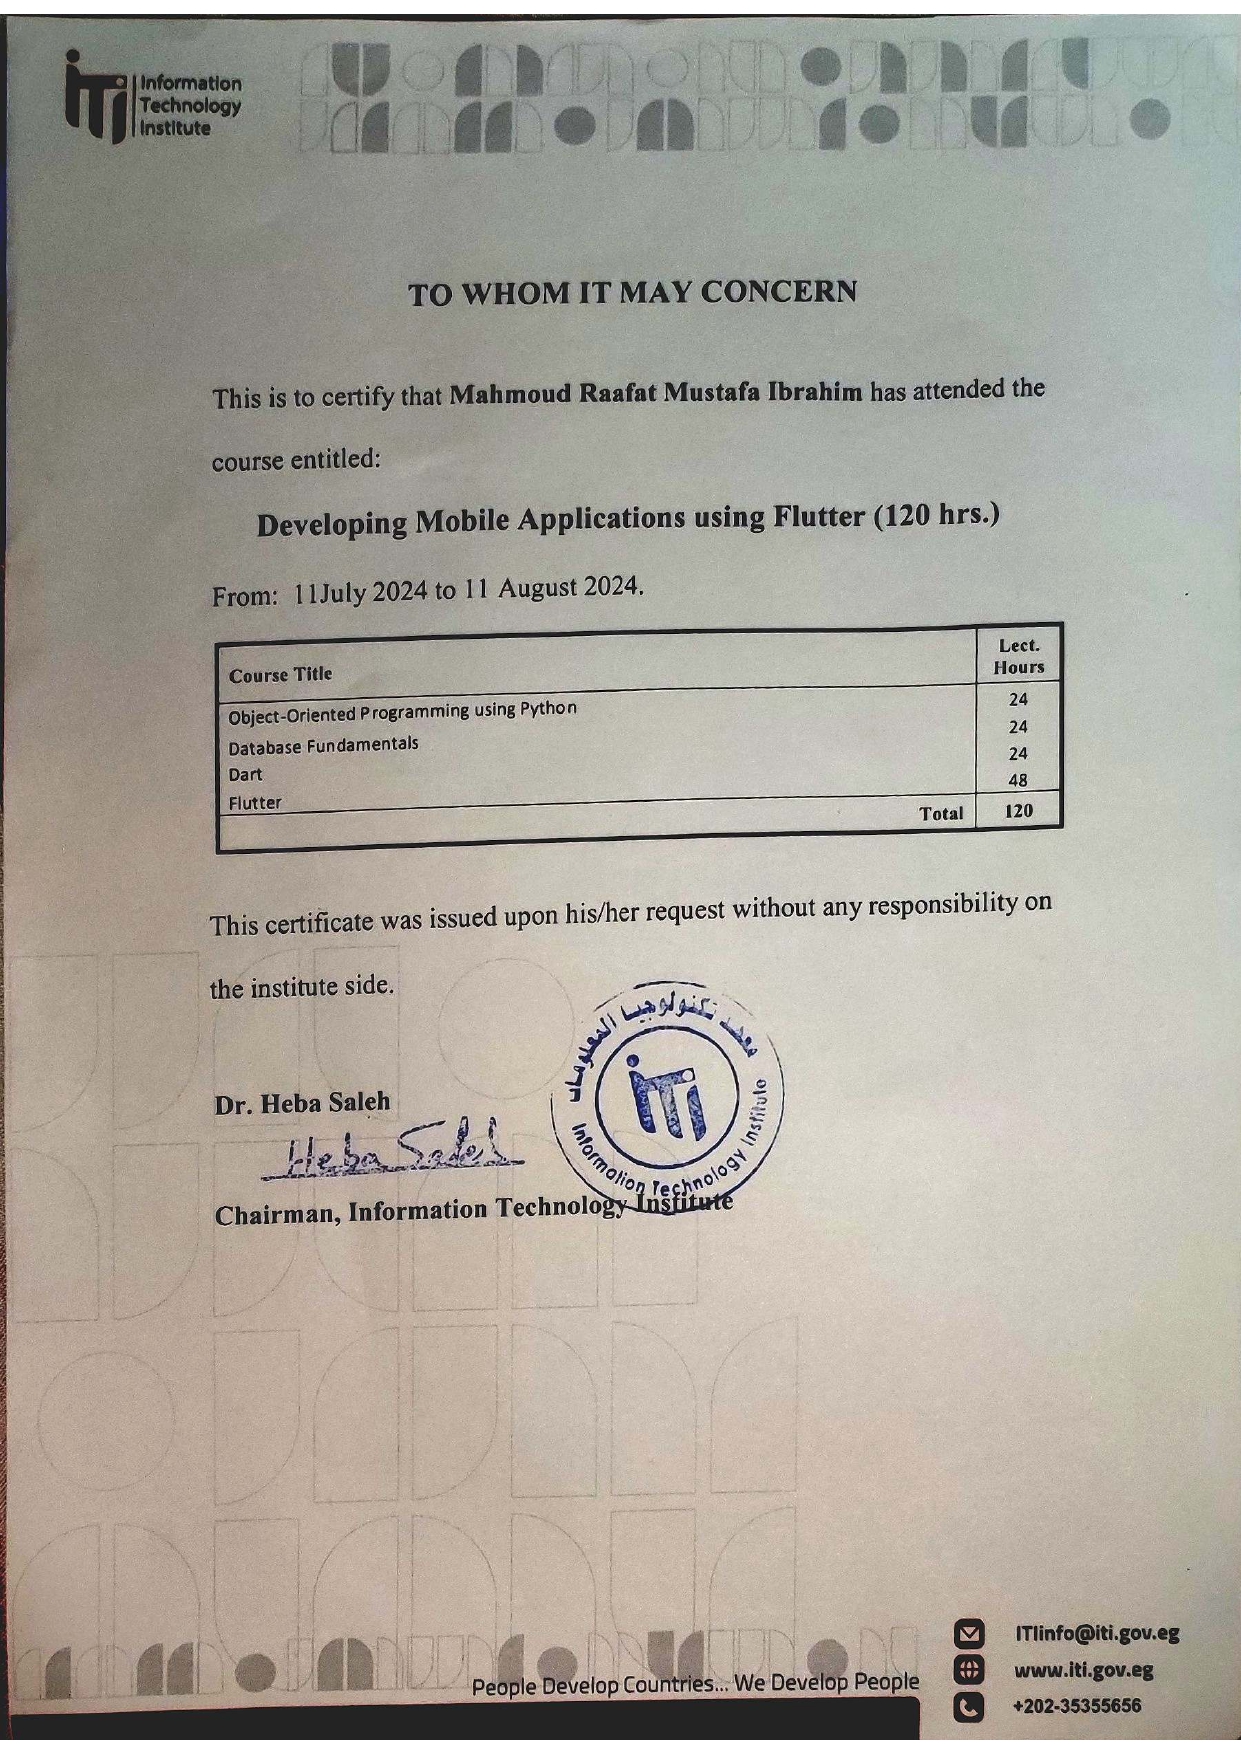 iTi
Information
Technology
Institute
TO WHOM IT MAY CONCERN
This is to certify that Mahmoud Raafat Mustafa Ibrahim has attended the
course entitled:
Developing Mobile Applications using Flutter (120 hrs.)
From: 11July 2024 to 11 August 2024.
Course Title Lect. Hours
Object-Oriented Programming using Python 24
Database Fundamentals 24
Dart 24
Flutter 48
Total 120
This certificate was issued upon his/her request without any responsibility on
the institute side.
معهد تكنولوجيا المعلومات
iTi
Information Technology Institute
Dr. Heba Saleh
Heba Saleh
Chairman, Information Technology Institute
People Develop Countries... We Develop People
ITIinfo@iti.gov.eg
www.iti.gov.eg
+202-35355656